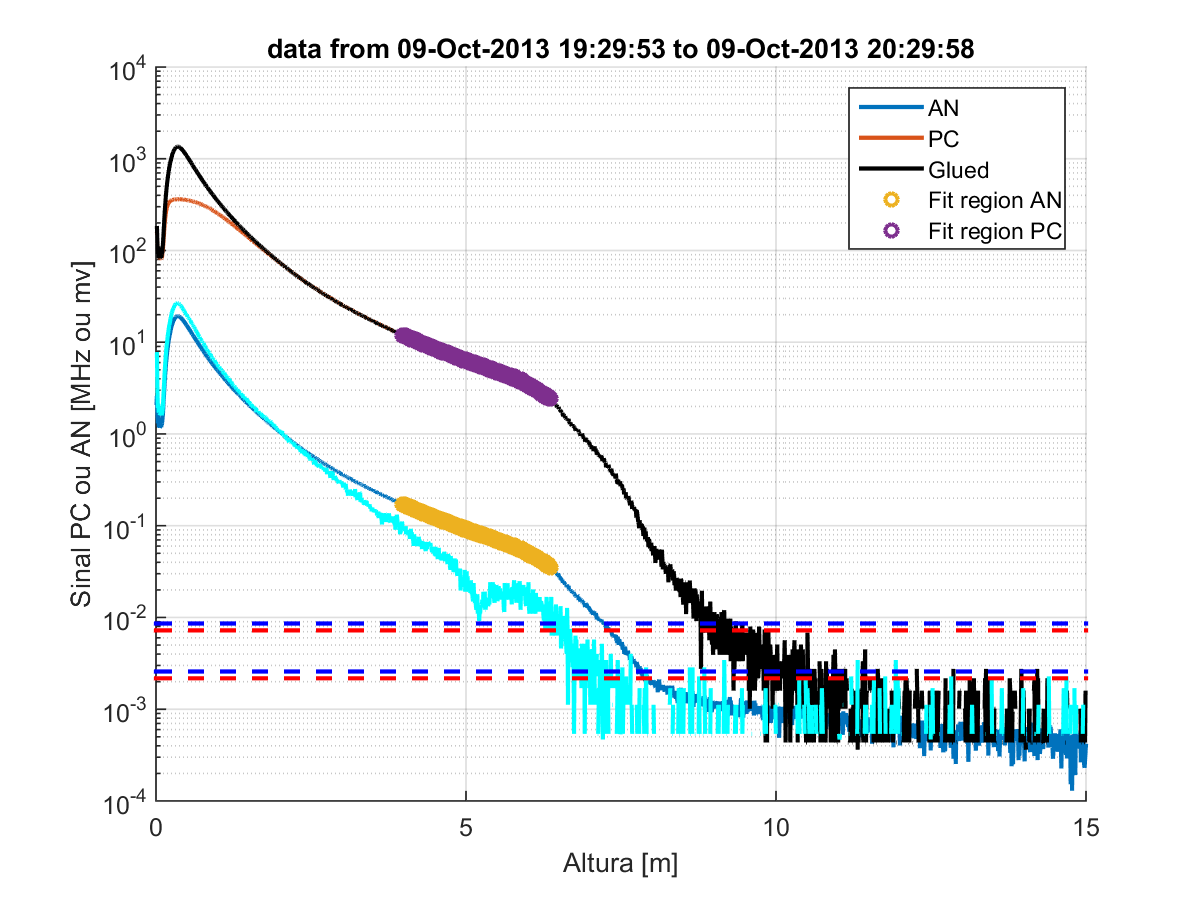 data from 09-Oct-2013 19:29:53 to 09-Oct-2013 20:29:58
AN
PC
Glued
Fit region AN
Fit region PC
Sinal PC ou AN [MHz ou mv]
10^4
10^3
10^2
10^1
10^0
10^-1
10^-2
10^-3
10^-4
0 5 10 15
Altura [m]